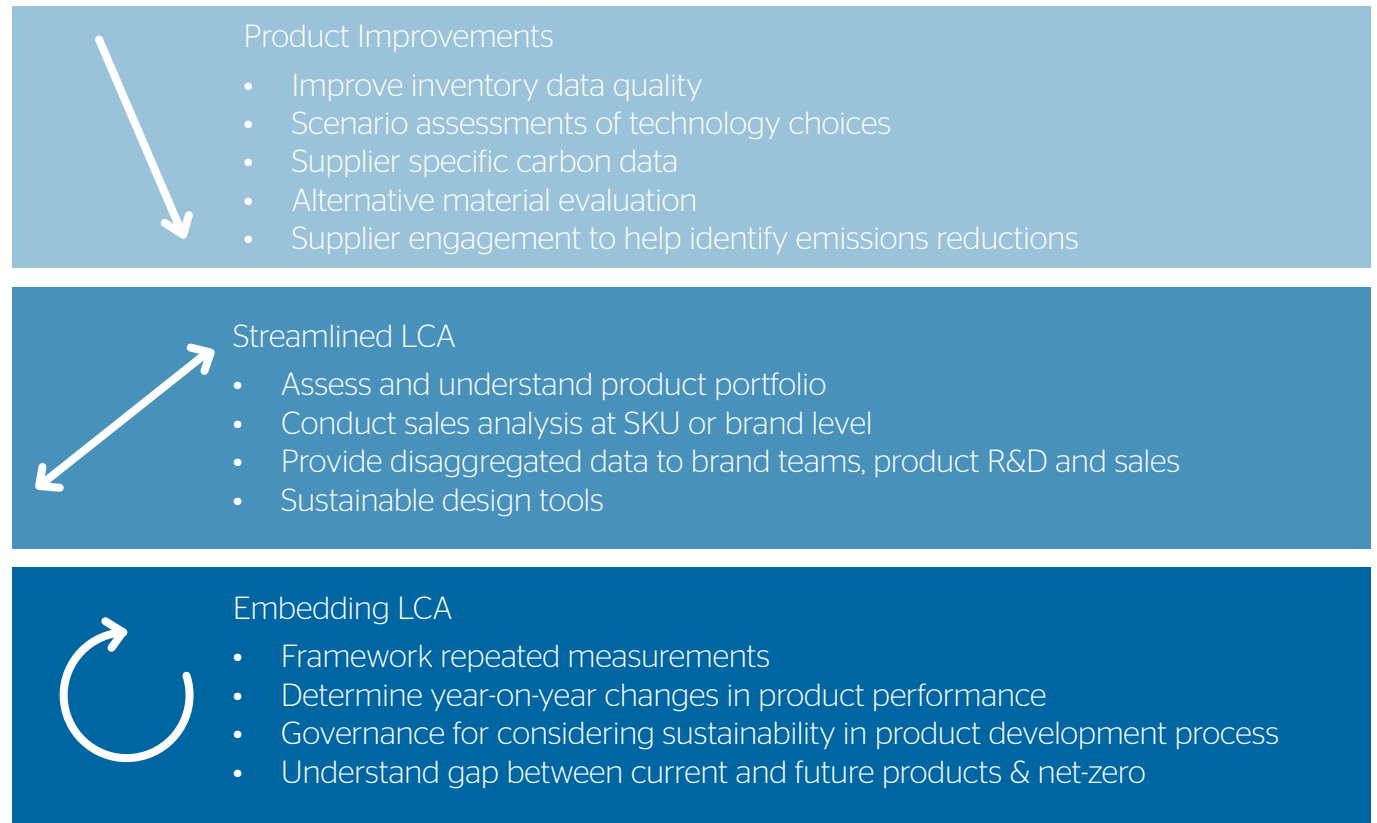 Product Improvements
• Improve inventory data quality
• Scenario assessments of technology choices
• Supplier specific carbon data
• Alternative material evaluation
• Supplier engagement to help identify emissions reductions
Streamlined LCA
• Assess and understand product portfolio
• Conduct sales analysis at SKU or brand level
• Provide disaggregated data to brand teams, product R&D and sales
• Sustainable design tools
Embedding LCA
• Framework repeated measurements
• Determine year-on-year changes in product performance
• Governance for considering sustainability in product development process
• Understand gap between current and future products & net-zero